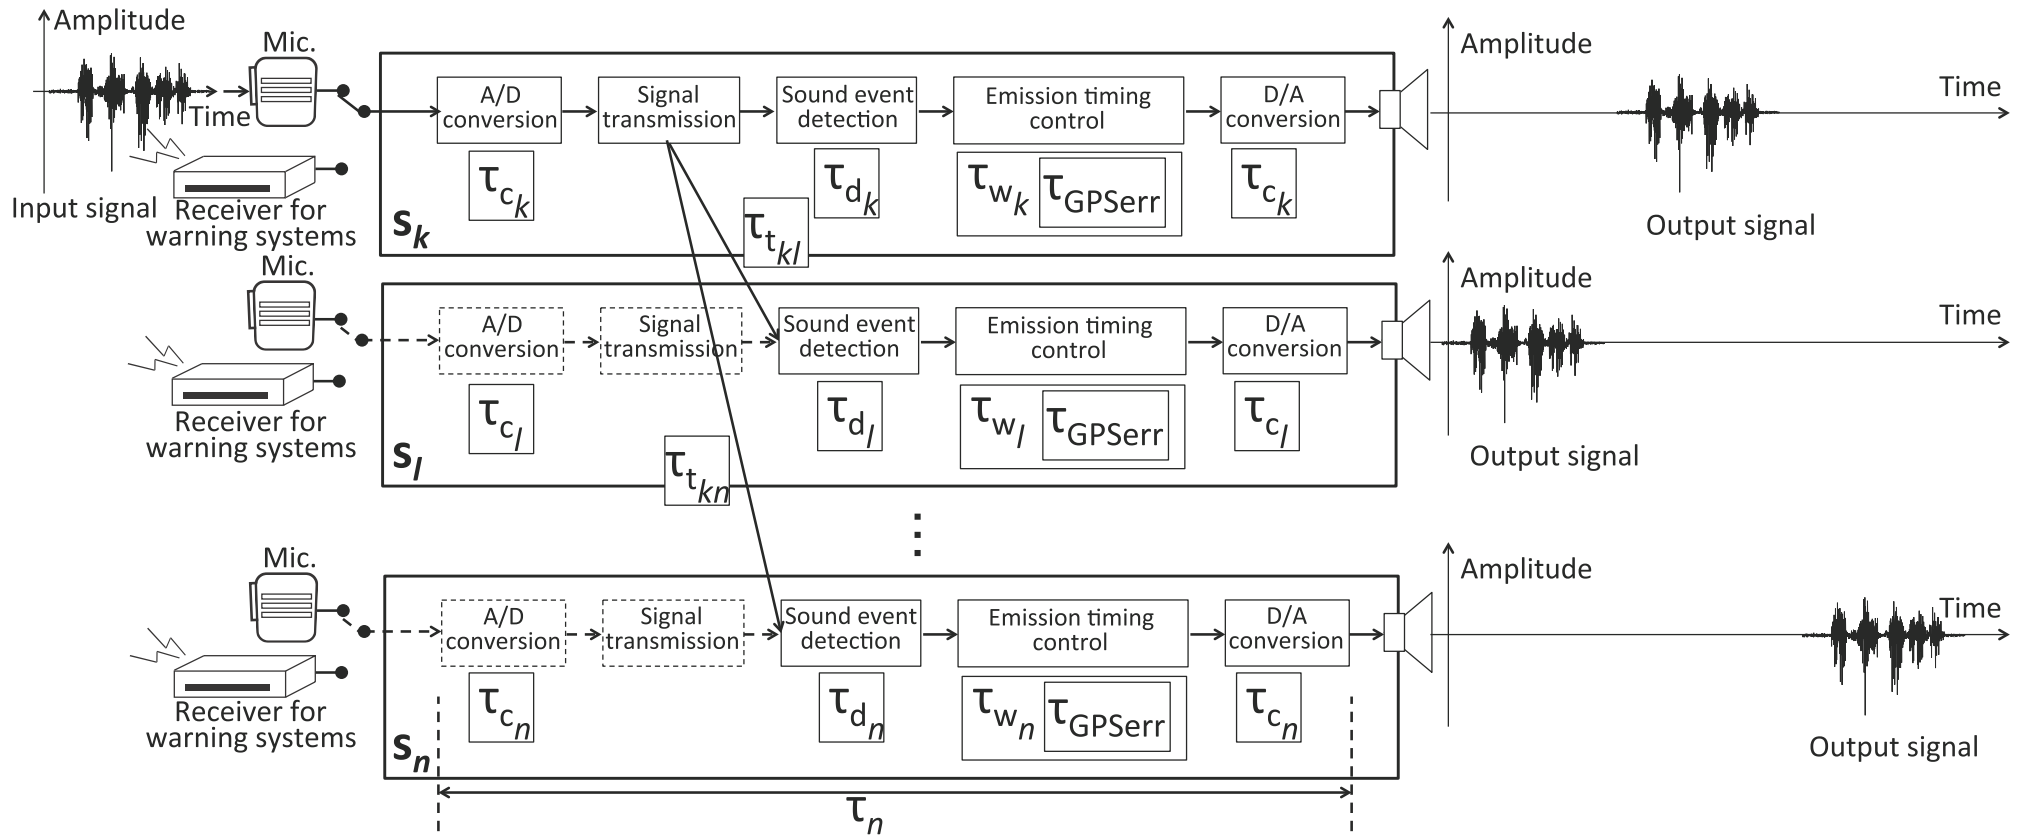 Amplitude
Mic.
Time
Input signal
Receiver for
warning systems
A/D
conversion
Signal
transmission
Sound event
detection
Emission timing
control
D/A
conversion
τck
τtkl
τdk
τwk
τGPSerr
τck
Sk
Amplitude
Time
Output signal
Mic.
Receiver for
warning systems
A/D
conversion
Signal
transmission
Sound event
detection
Emission timing
control
D/A
conversion
τcl
τtkn
τdl
τwl
τGPSerr
τcl
Sl
Amplitude
Time
Output signal
⋮
Mic.
Receiver for
warning systems
A/D
conversion
Signal
transmission
Sound event
detection
Emission timing
control
D/A
conversion
τcn
τdn
τwn
τGPSerr
τcn
Sn
τn
Amplitude
Time
Output signal